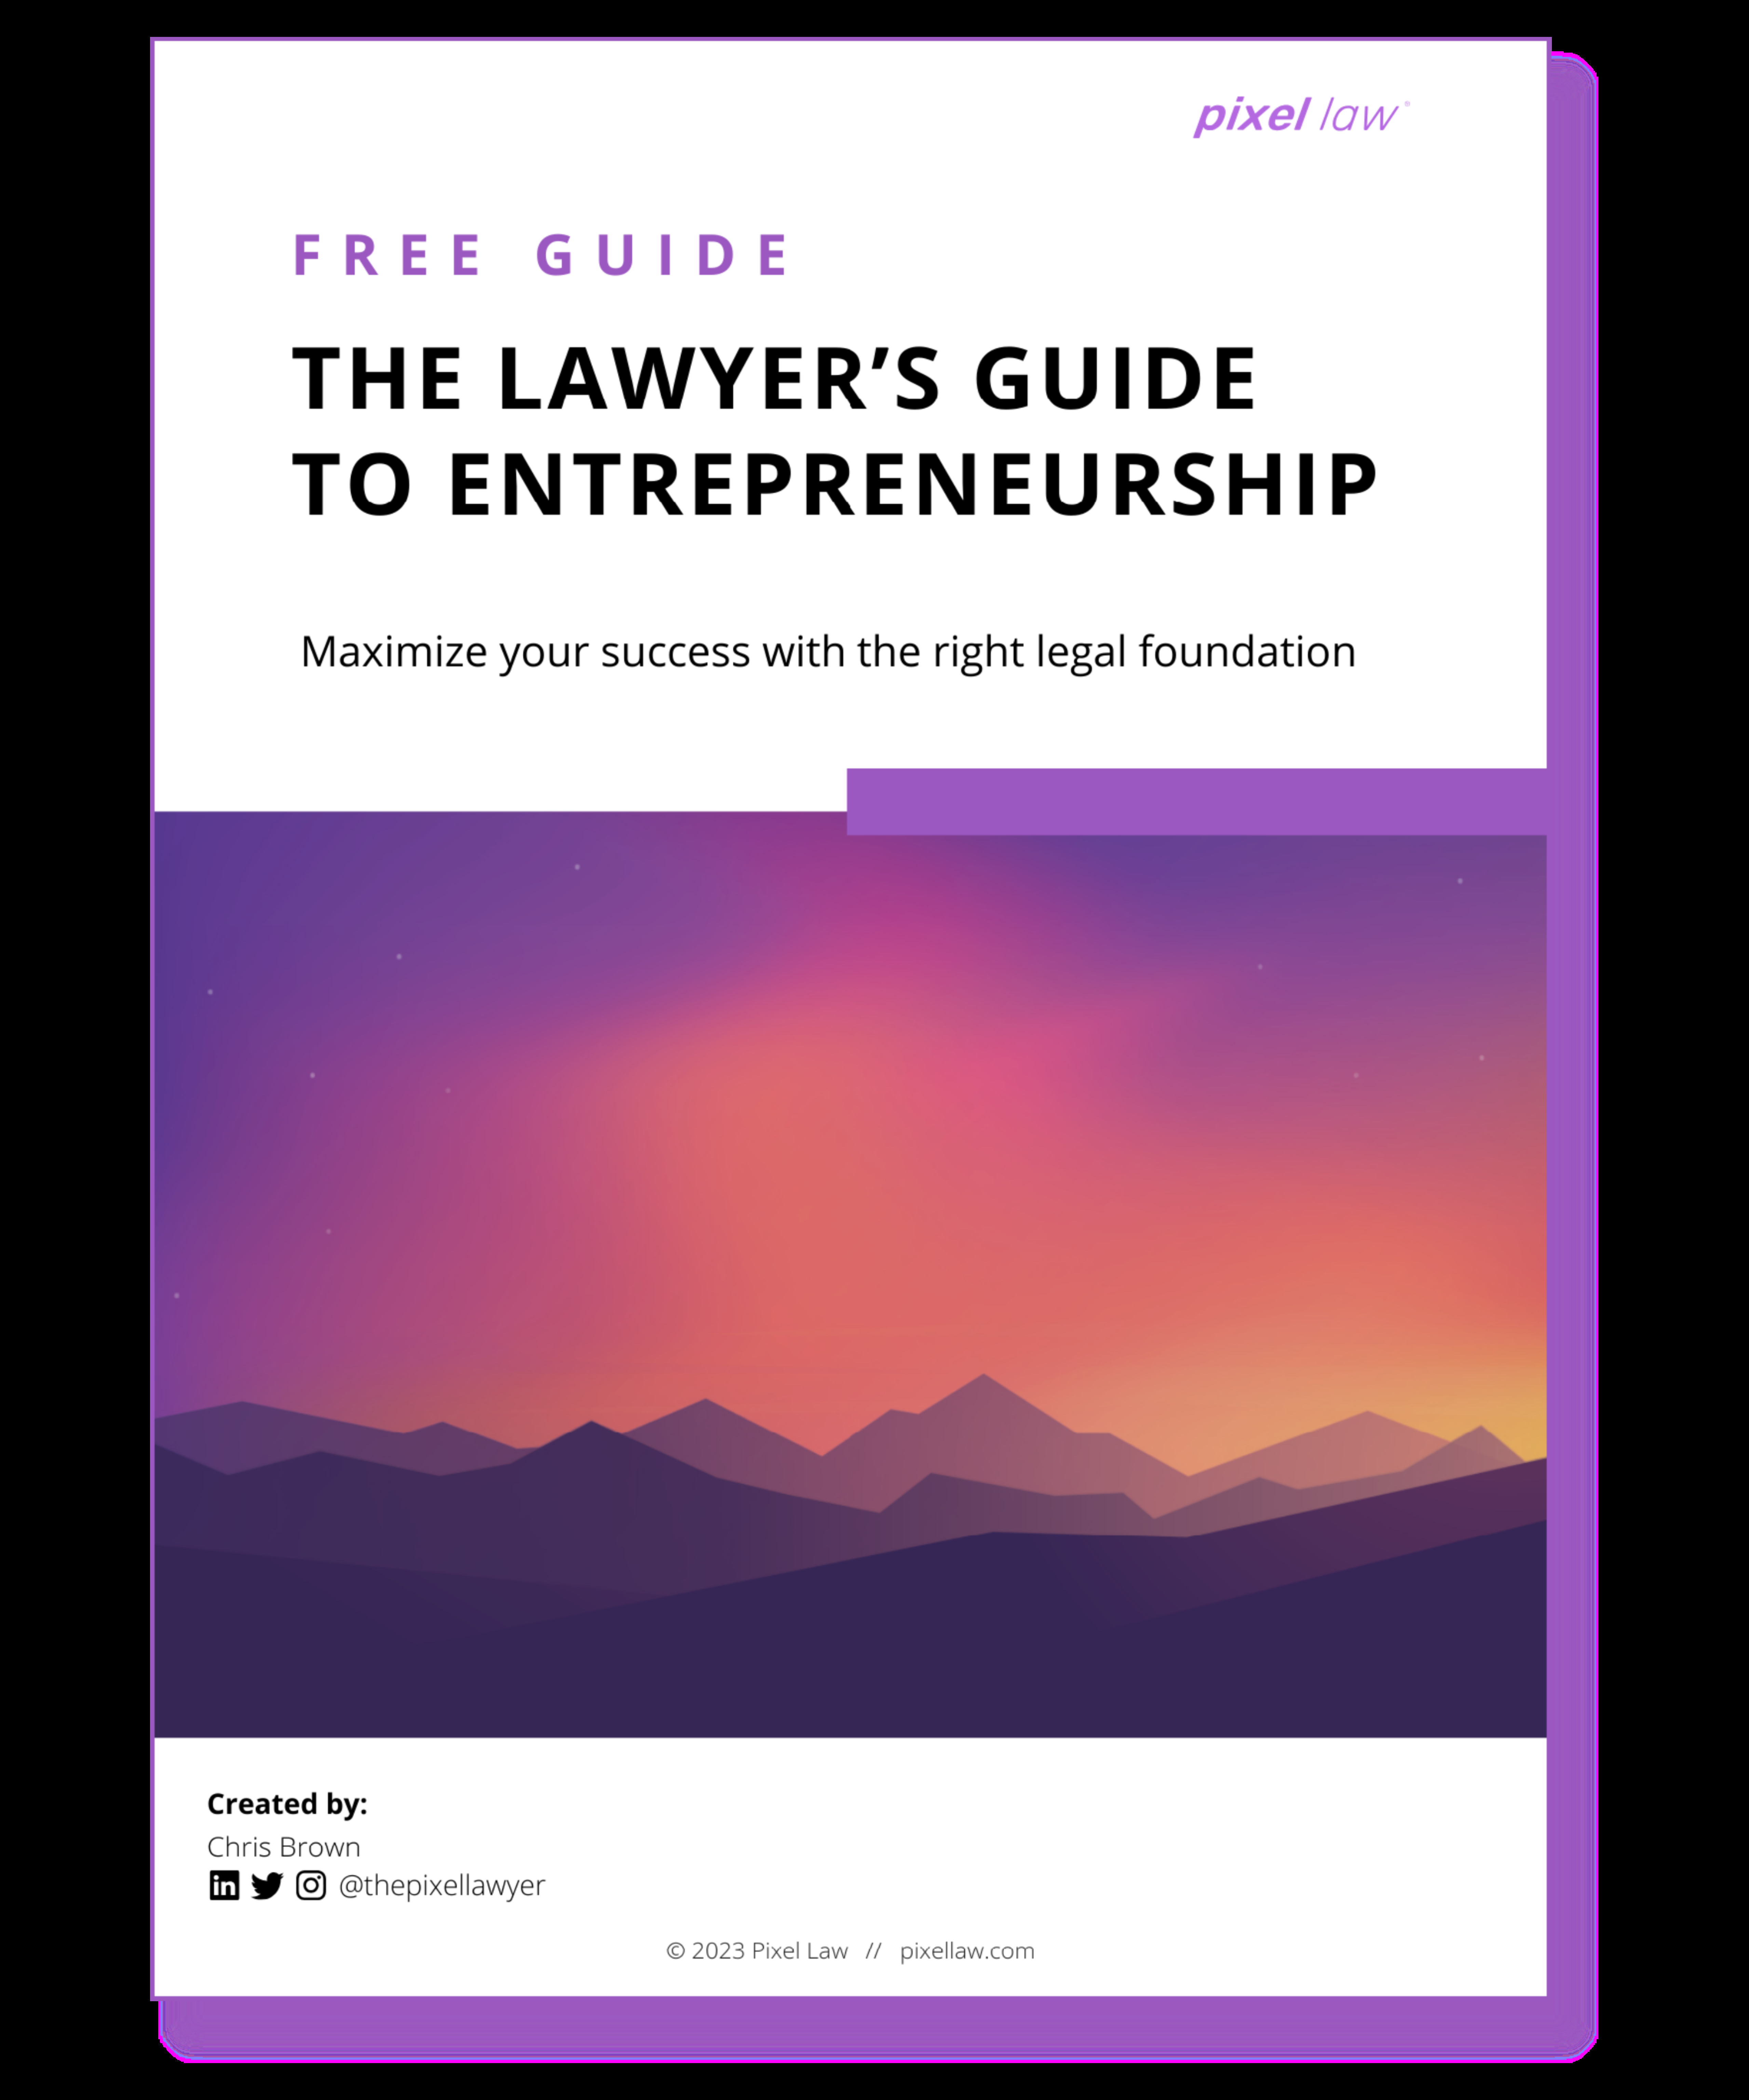 pixel law
FREE GUIDE
THE LAWYER’S GUIDE
TO ENTREPRENEURSHIP
Maximize your success with the right legal foundation
Created by:
Chris Brown
in @thepixellawyer
© 2023 Pixel Law // pixellaw.com